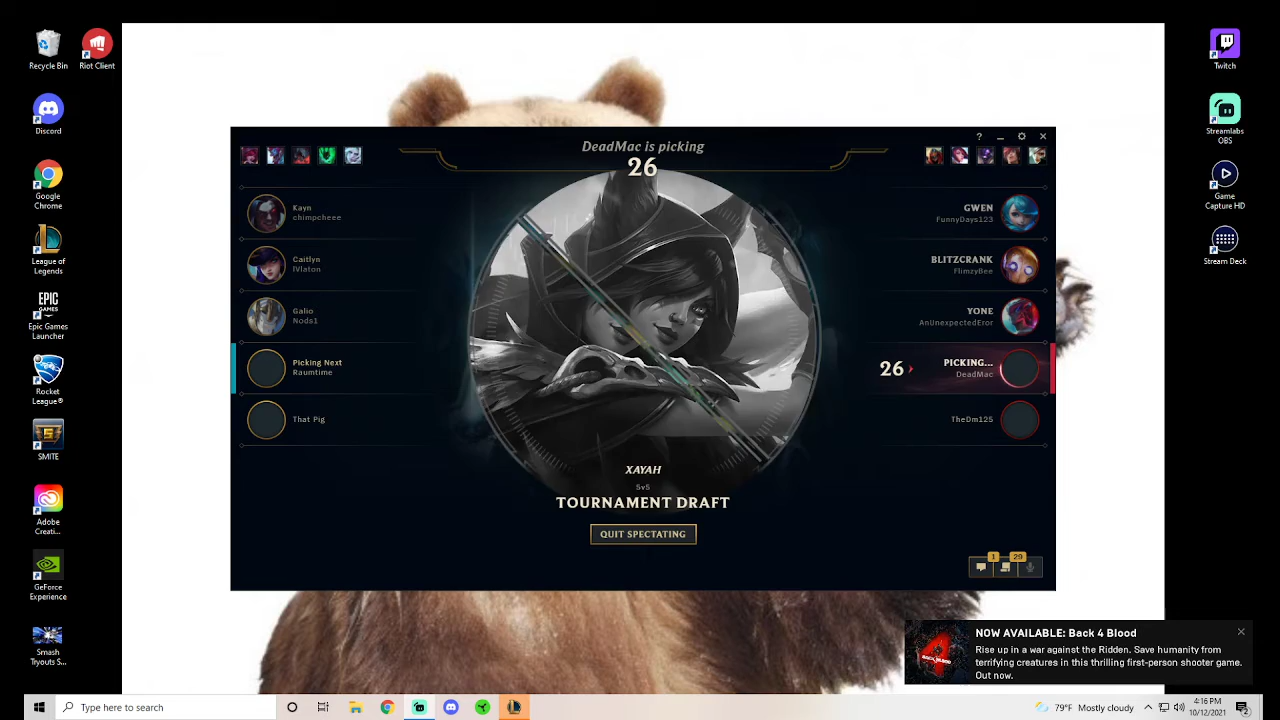 Recycle Bin
Riot Client
Discord
Google
Chrome
League of
Legends
EPIC
GAMES
Epic Games
Launcher
Rocket
League®
SMITE
Adobe
Creati...
GeForce
Experience
Smash
Tryouts S...
Twitch
Streamlabs
OBS
Game
Capture HD
Stream Deck
DeadMac is picking
26
Kayn
chimpcheee
Caitlyn
IVlaton
Galio
Nods1
Picking Next
Raumtime
That Pig
GWEN
FunnyDays123
BLITZCRANK
FlimzyBee
YONE
AnUnexpectedEror
26
PICKING...
DeadMac
TheDm125
XAYAH
5v5
TOURNAMENT DRAFT
QUIT SPECTATING
1
29
NOW AVAILABLE: Back 4 Blood
Rise up in a war against the Ridden. Save humanity from
terrifying creatures in this thrilling first-person shooter game.
Out now.
Type here to search
79°F Mostly cloudy
4:16 PM
10/12/2021
2